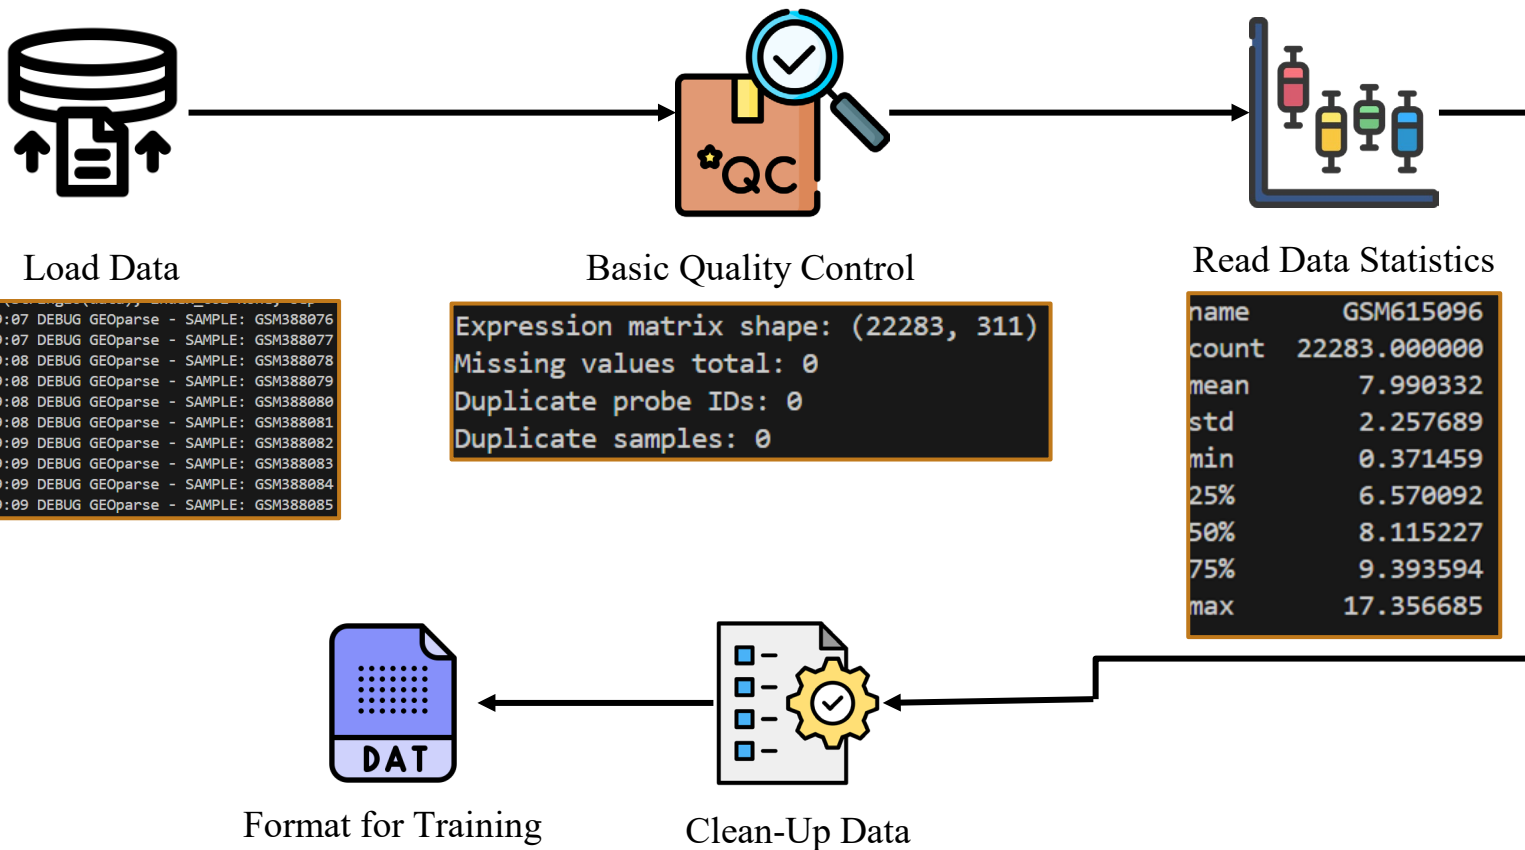 QC
Load Data
Basic Quality Control
Read Data Statistics
:07 DEBUG GEOparse - SAMPLE: GSM388076
:07 DEBUG GEOparse - SAMPLE: GSM388077
:08 DEBUG GEOparse - SAMPLE: GSM388078
:08 DEBUG GEOparse - SAMPLE: GSM388079
:08 DEBUG GEOparse - SAMPLE: GSM388080
:08 DEBUG GEOparse - SAMPLE: GSM388081
:09 DEBUG GEOparse - SAMPLE: GSM388082
:09 DEBUG GEOparse - SAMPLE: GSM388083
:09 DEBUG GEOparse - SAMPLE: GSM388084
:09 DEBUG GEOparse - SAMPLE: GSM388085
Expression matrix shape: (22283, 311)
Missing values total: 0
Duplicate probe IDs: 0
Duplicate samples: 0
name GSM615096
count 22283.000000
mean 7.990332
std 2.257689
min 0.371459
25% 6.570092
50% 8.115227
75% 9.393594
max 17.356685
DAT
Format for Training
Clean-Up Data